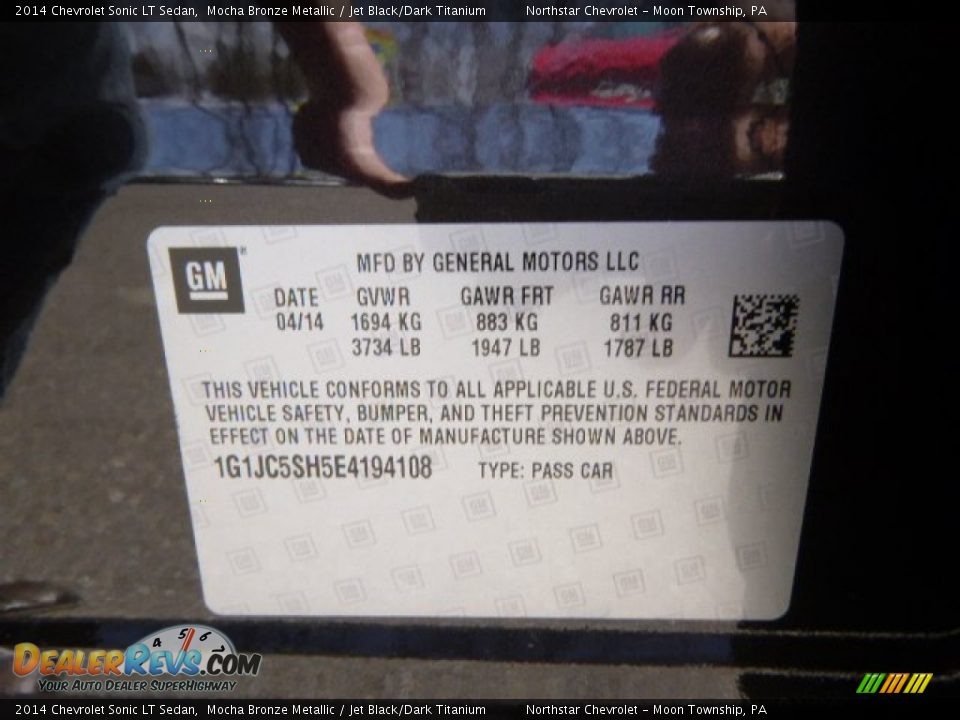 2014 Chevrolet Sonic LT Sedan, Mocha Bronze Metallic / Jet Black/Dark Titanium Northstar Chevrolet - Moon Township, PA
GM MFD BY GENERAL MOTORS LLC
DATE GVWR GAWR FRT GAWR RR
04/14 1694 KG 883 KG 811 KG
3734 LB 1947 LB 1787 LB
THIS VEHICLE CONFORMS TO ALL APPLICABLE U.S. FEDERAL MOTOR
VEHICLE SAFETY, BUMPER, AND THEFT PREVENTION STANDARDS IN
EFFECT ON THE DATE OF MANUFACTURE SHOWN ABOVE.
1G1JC5SH5E4194108 TYPE: PASS CAR
4 5 6
DEALERREVS.COM
YOUR AUTO DEALER SUPERHIGHWAY
2014 Chevrolet Sonic LT Sedan, Mocha Bronze Metallic / Jet Black/Dark Titanium Northstar Chevrolet - Moon Township, PA